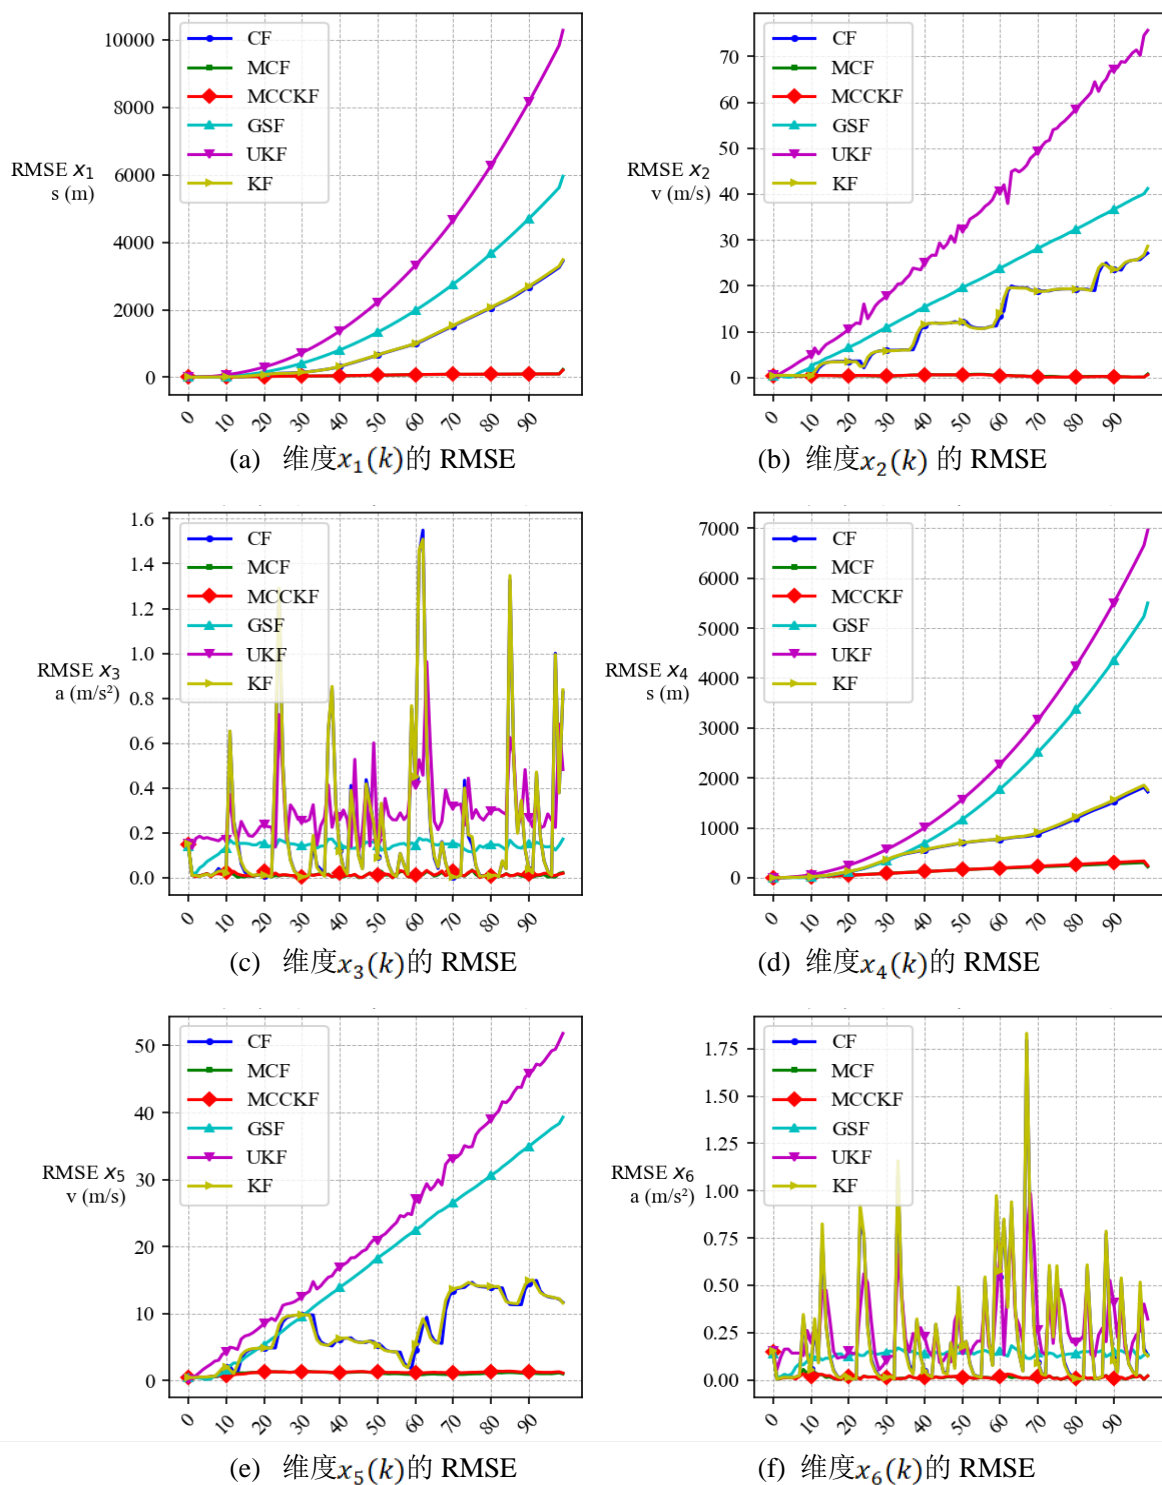 10000
8000
6000
4000
2000
0
RMSE x1
s (m)
CF
MCF
MCCKF
GSF
UKF
KF
0 10 20 30 40 50 60 70 80 90
(a) 维度x1(k)的 RMSE
70
60
50
40
30
20
10
0
RMSE x2
v (m/s)
CF
MCF
MCCKF
GSF
UKF
KF
0 10 20 30 40 50 60 70 80 90
(b) 维度x2(k) 的 RMSE
1.6
1.4
1.2
1.0
0.8
0.6
0.4
0.2
0.0
RMSE x3
a (m/s²)
CF
MCF
MCCKF
GSF
UKF
KF
0 10 20 30 40 50 60 70 80 90
(c) 维度x3(k)的 RMSE
7000
6000
5000
4000
3000
2000
1000
0
RMSE x4
s (m)
CF
MCF
MCCKF
GSF
UKF
KF
0 10 20 30 40 50 60 70 80 90
(d) 维度x4(k)的 RMSE
50
40
30
20
10
0
RMSE x5
v (m/s)
CF
MCF
MCCKF
GSF
UKF
KF
0 10 20 30 40 50 60 70 80 90
(e) 维度x5(k)的 RMSE
1.75
1.50
1.25
1.00
0.75
0.50
0.25
0.00
RMSE x6
a (m/s²)
CF
MCF
MCCKF
GSF
UKF
KF
0 10 20 30 40 50 60 70 80 90
(f) 维度x6(k)的 RMSE